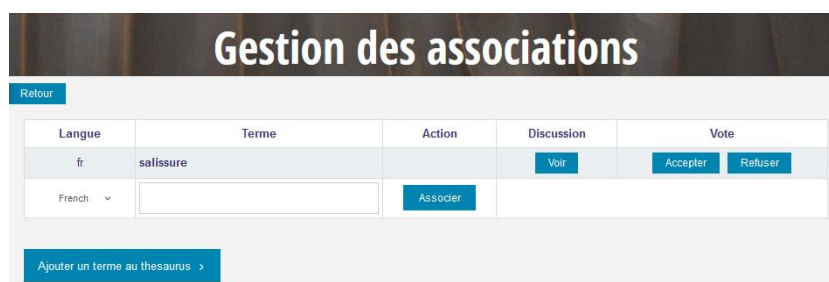 Gestion des associations
Retour
Langue Terme Action Discussion Vote
fr salissure Voir Accepter Refuser
French Associer
Ajouter un terme au thesaurus >